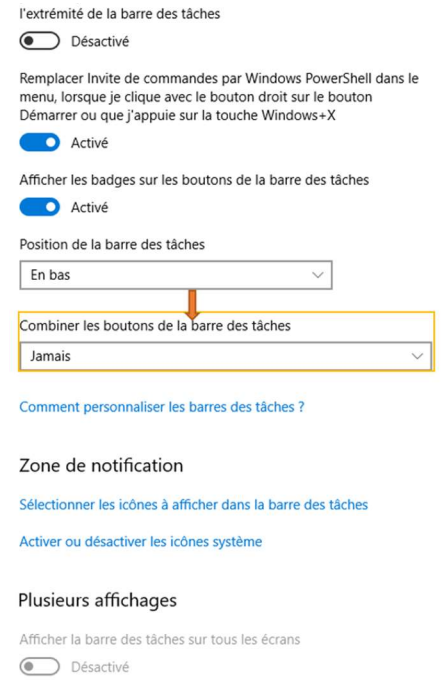 l'extrémité de la barre des tâches
Désactivé
Remplacer Invite de commandes par Windows PowerShell dans le
menu, lorsque je clique avec le bouton droit sur le bouton
Démarrer ou que j'appuie sur la touche Windows+X
Activé
Afficher les badges sur les boutons de la barre des tâches
Activé
Position de la barre des tâches
En bas
Combiner les boutons de la barre des tâches
Jamais
Comment personnaliser les barres des tâches ?
Zone de notification
Sélectionner les icônes à afficher dans la barre des tâches
Activer ou désactiver les icônes système
Plusieurs affichages
Afficher la barre des tâches sur tous les écrans
Désactivé